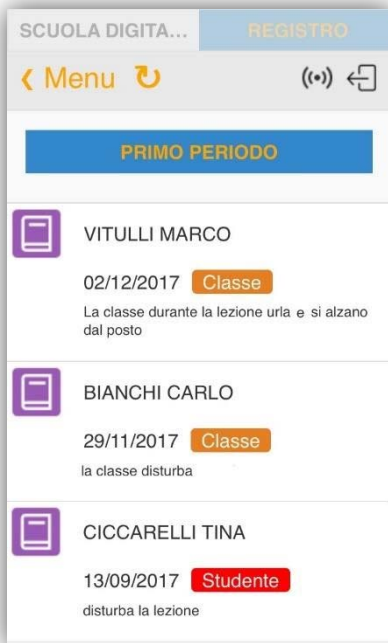 SCUOLA DIGITA... REGISTRO
Menu
PRIMO PERIODO
VITULLI MARCO
02/12/2017 Classe
La classe durante la lezione urla e si alzano
dal posto
BIANCHI CARLO
29/11/2017 Classe
la classe disturba
CICCARELLI TINA
13/09/2017 Studente
disturba la lezione